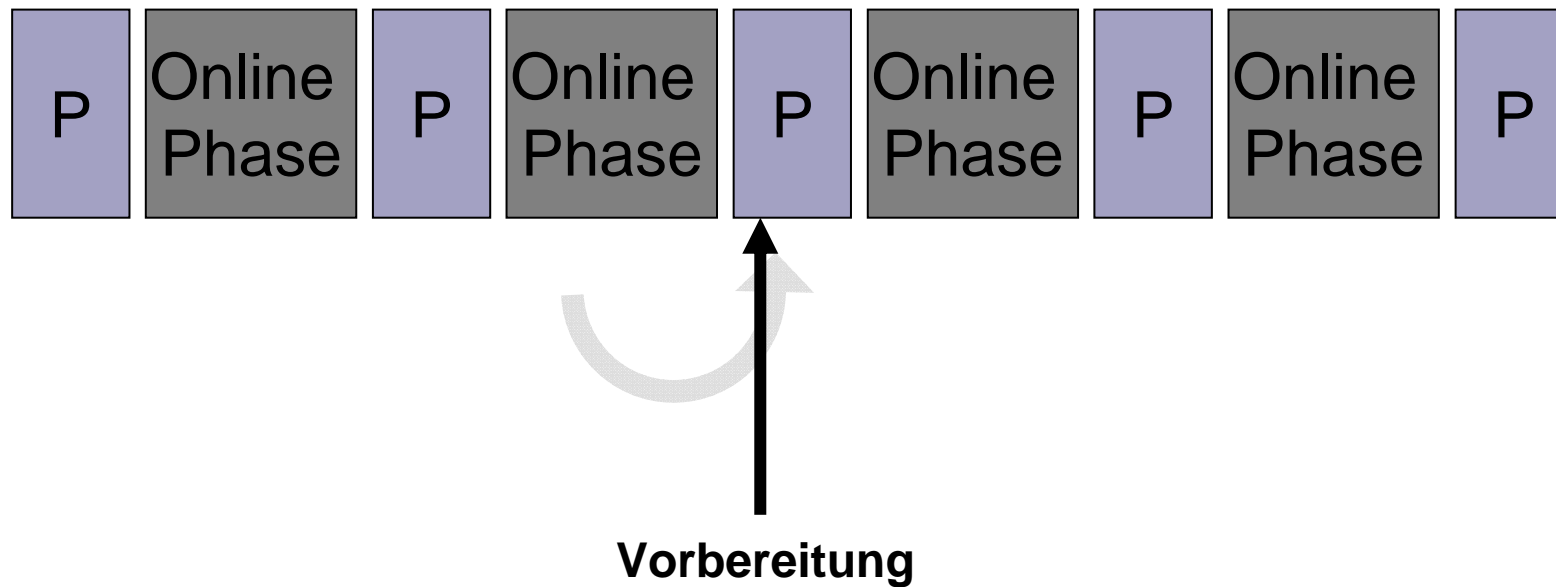 P
Online
Phase
P
Online
Phase
P
Online
Phase
P
Online
Phase
P
Vorbereitung